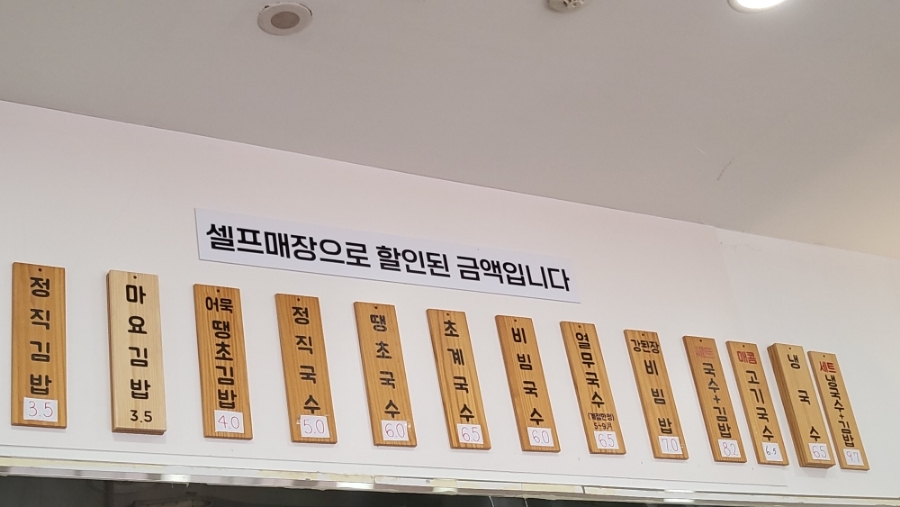 셀프매장으로 할인된 금액입니다
정직김밥
3.5
마요김밥
3.5
어묵
땡초김밥
4.0
정직국수
5.0
땡초국수
6.0
초계국수
6.5
비빔국수
6.0
열무국수
5~9月
6.5
강된장
비빔밥
7.0
세트
국수+김밥
8.2
매콤
고기국수
6.5
냉국수
6.5
세트
냉국수+김밥
9.7